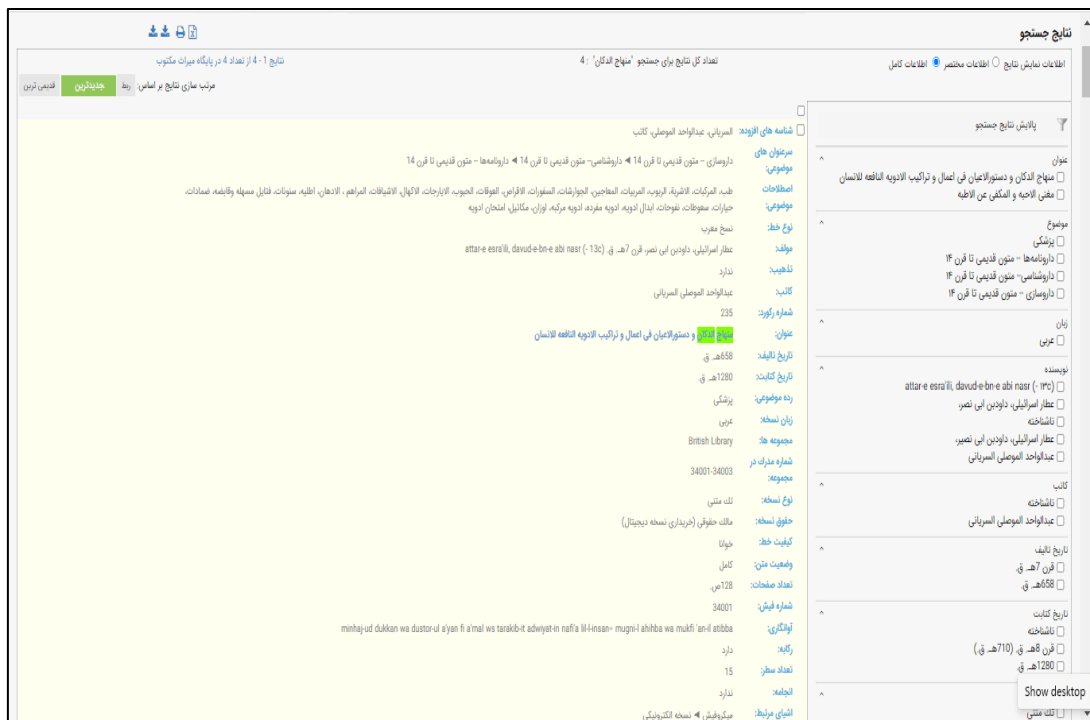 نتایج جستجو
اطلاعات نمایش نتایج اطلاعات مختصر اطلاعات کامل
تعداد کل نتایج برای جستجو "منهاج الدکان" : 4
نتایج 1 - 4 از تعداد 4 در پایگاه میراث مکتوب
مرتب سازی نتایج بر اساس: ربط جدیدترین قدیمی ترین
پالایش نتایج جستجو
عنوان
منهاج الدکان و دستورالاعیان فی اعمال و تراکیب الادویه النافعه للانسان
مغنی الاحبه و المکفی عن الاطبه
موضوع
پزشکی
دارونامه‌ها -- متون قدیمی تا قرن ۱۴
داروشناسی-- متون قدیمی تا قرن ۱۴
داروسازی -- متون قدیمی تا قرن ۱۴
زبان
عربی
نویسنده
attar-e esra'ili, davud-e-bn-e abi nasr (- ۱۳c)
عطار اسرائیلی، داودبن ابی نصر،
ناشناخته
عطار اسرائیلی، داودبن ابی نصیر،
عبدالواحد الموصلی السریانی
کاتب
ناشناخته
عبدالواحد الموصلی السریانی
تاریخ تالیف
قرن 7هـ. ق.
658هـ. ق.
تاریخ کتابت
ناشناخته
قرن 8هـ. ق. (710هـ. ق.)
1280هـ. ق.
Show desktop
تک متنی
شناسه های افزوده: السریانی، عبدالواحد الموصلی، کاتب
سرعنوان های موضوعی: داروسازی -- متون قدیمی تا قرن 14 ◄ داروشناسی-- متون قدیمی تا قرن 14 ◄ دارونامه‌ها -- متون قدیمی تا قرن 14
اصطلاحات موضوعی: طب، المرکبات، الاشربة، الربوب، المربیات، المعاجین، الجوارشات، السفورات، الاقراص، العوقات، الحبوب، الایارجات، الاکهال، الاشیافات، المراهم ، الادهان، اطلیه، سنونات، فتایل مسهله وقابضه، ضمادات،
جبارات، سعوطات، نفوحات، ابدال ادویه، ادویه مفرده، ادویه مرکبه، اوزان، مکائیل، امتحان ادویه
نوع خط: نسخ معرب
مولف: عطار اسرائیلی، داودبن ابی نصر، قرن 7هـ. ق. attar-e esra'ili, davud-e-bn-e abi nasr (- 13c)
تذهیب: ندارد
کاتب: عبدالواحد الموصلی السریانی
شماره رکورد: 235
عنوان: منهاج الدکان و دستورالاعیان فی اعمال و تراکیب الادویه النافعه للانسان
تاریخ تالیف: 658هـ. ق.
تاریخ کتابت: 1280هـ. ق.
رده موضوعی: پزشکی
زبان نسخه: عربی
مجموعه ها: British Library
شماره مدرک در مجموعه: 34001-34003
نوع نسخه: تک متنی
حقوق نسخه: مالک حقوقی (خریداری نسخه دیجیتال)
کیفیت خط: خوانا
وضعیت متن: کامل
تعداد صفحات: 128ص.
شماره فیش: 34001
آوانگاری: minhaj-ud dukkan wa dustor-ul a'yan fi a'mal ws tarakib-it adwiyat-in nafi'a lil-l-insan= mugni-l ahihba wa mukfi 'an-il atibba
رکابه: دارد
تعداد سطر: 15
انجامه: ندارد
اشیای مرتبط: میکروفیش ◄ نسخه الکترونیکی